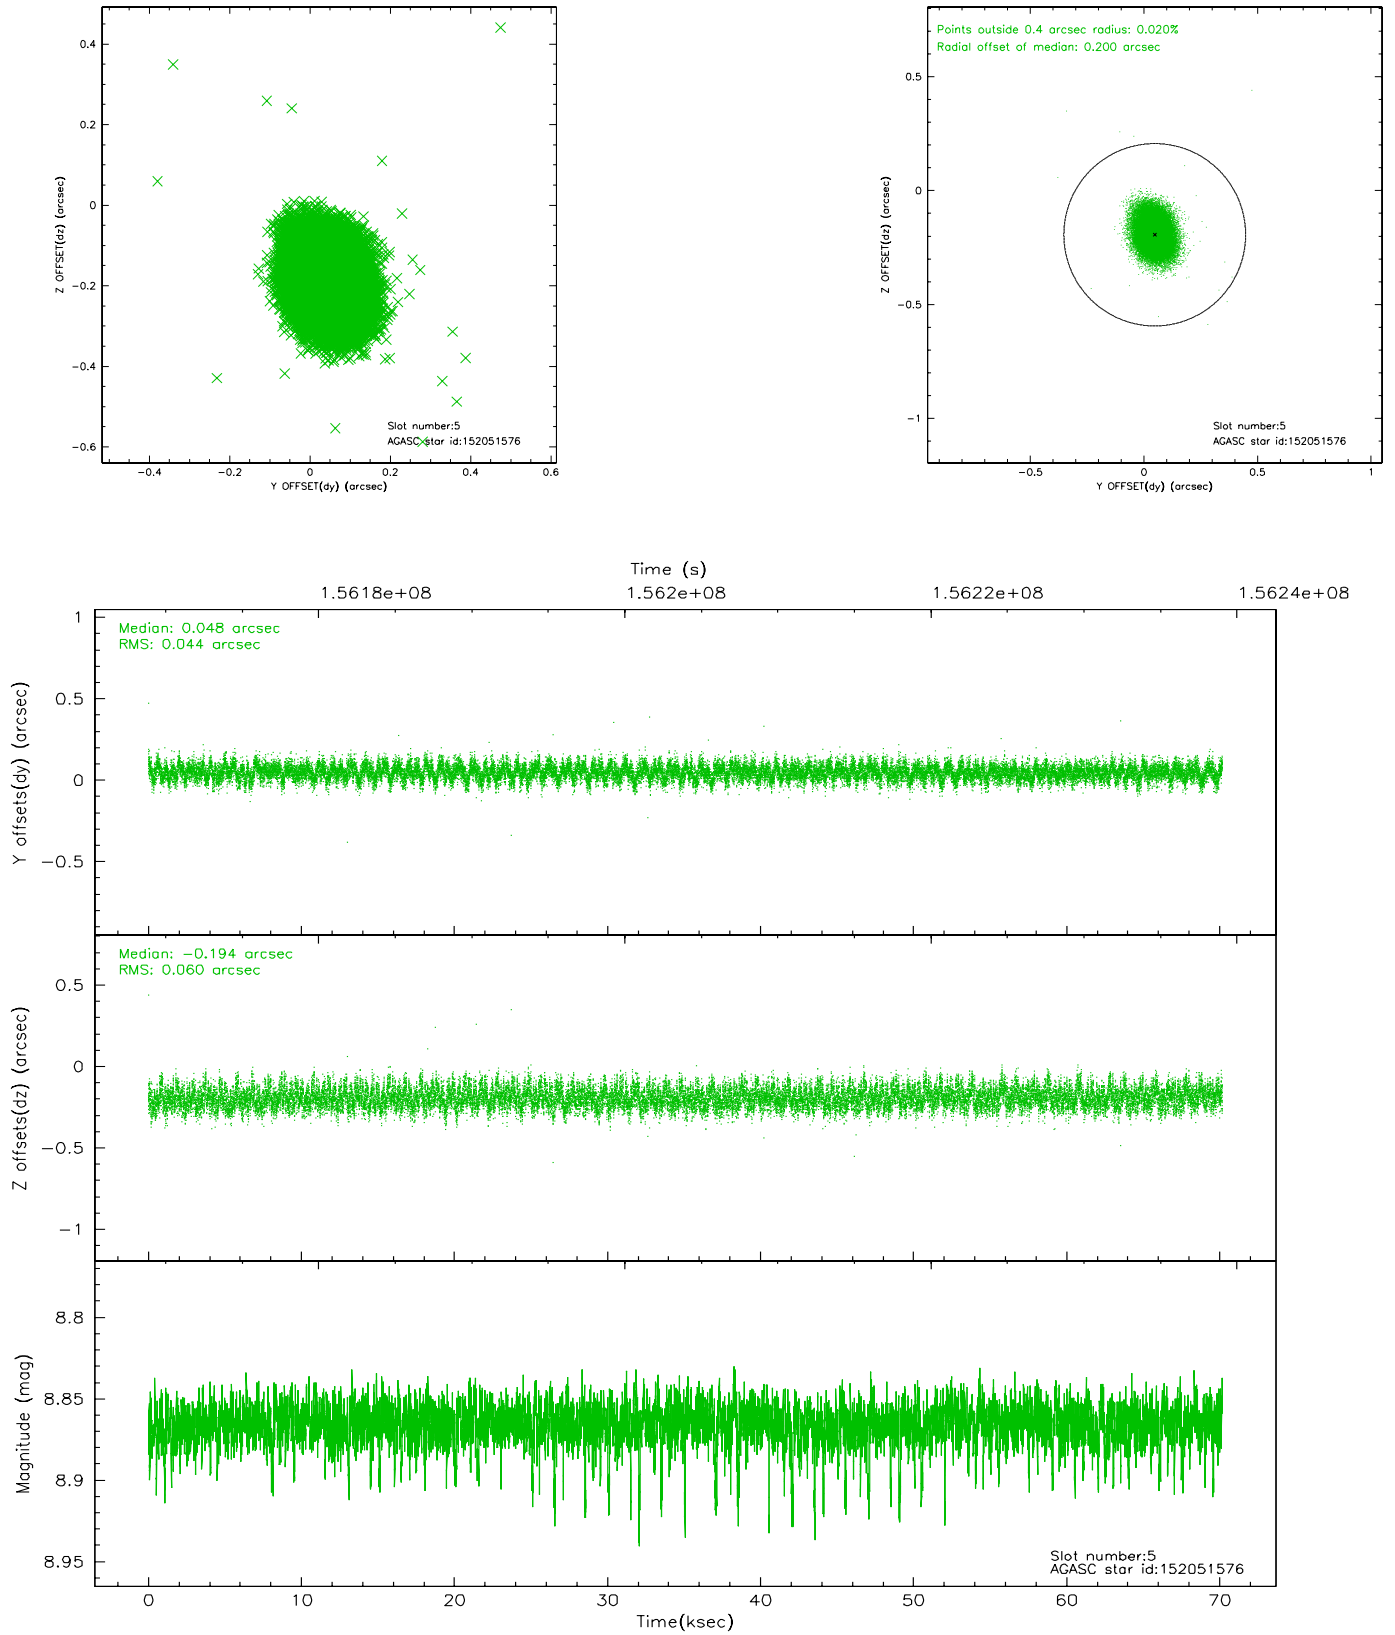 0.4
0.2
0
−0.2
−0.4
−0.6
Z OFFSET(dz) (arcsec)
Slot number:5
AGASC star id:152051576
−0.4 −0.2 0 0.2 0.4 0.6
Y OFFSET(dy) (arcsec)
Points outside 0.4 arcsec radius: 0.020%
Radial offset of median: 0.200 arcsec
0.5
0
−0.5
−1
Z OFFSET(dz) (arcsec)
Slot number:5
AGASC star id:152051576
−0.5 0 0.5 1
Y OFFSET(dy) (arcsec)
Time (s)
1.5618e+08 1.562e+08 1.5622e+08 1.5624e+08
Median: 0.048 arcsec
RMS: 0.044 arcsec
1
0.5
0
−0.5
Y offsets(dy) (arcsec)
Median: −0.194 arcsec
RMS: 0.060 arcsec
0.5
0
−0.5
−1
Z offsets(dz) (arcsec)
8.8
8.85
8.9
8.95
Magnitude (mag)
Slot number:5
AGASC star id:152051576
0 10 20 30 40 50 60 70
Time(ksec)